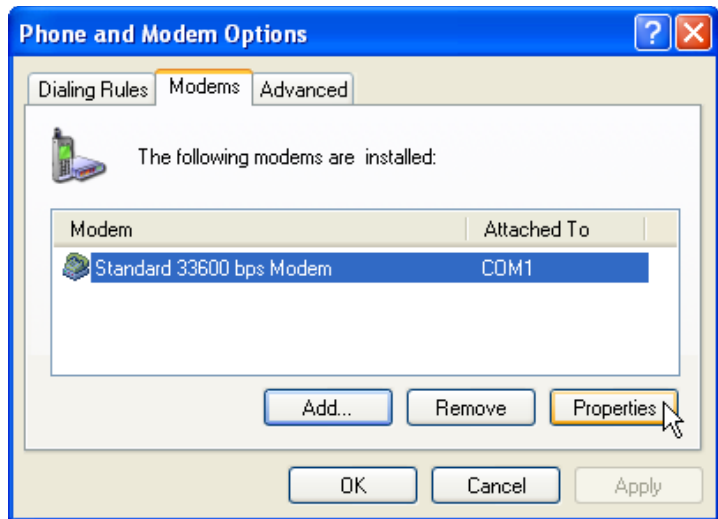 Phone and Modem Options
Dialing Rules Modems Advanced
The following modems are installed:
Modem Attached To
Standard 33600 bps Modem COM1
Add... Remove Properties
OK Cancel Apply